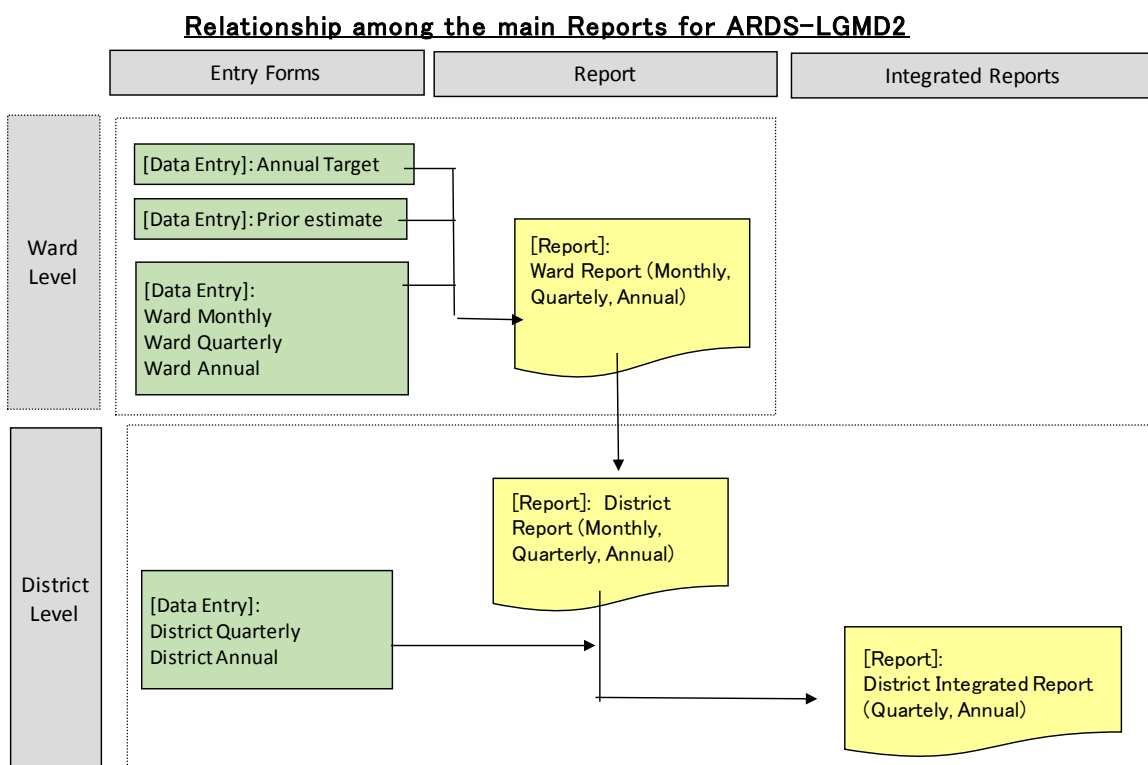 Relationship among the main Reports for ARDS-LGMD2
Entry Forms
Report
Integrated Reports
Ward
Level
[Data Entry]: Annual Target
[Data Entry]: Prior estimate
[Data Entry]:
Ward Monthly
Ward Quarterly
Ward Annual
[Report]:
Ward Report (Monthly,
Quartely, Annual)
District
Level
[Report]: District
Report (Monthly,
Quarterly, Annual)
[Data Entry]:
District Quarterly
District Annual
[Report]:
District Integrated Report
(Quartely, Annual)